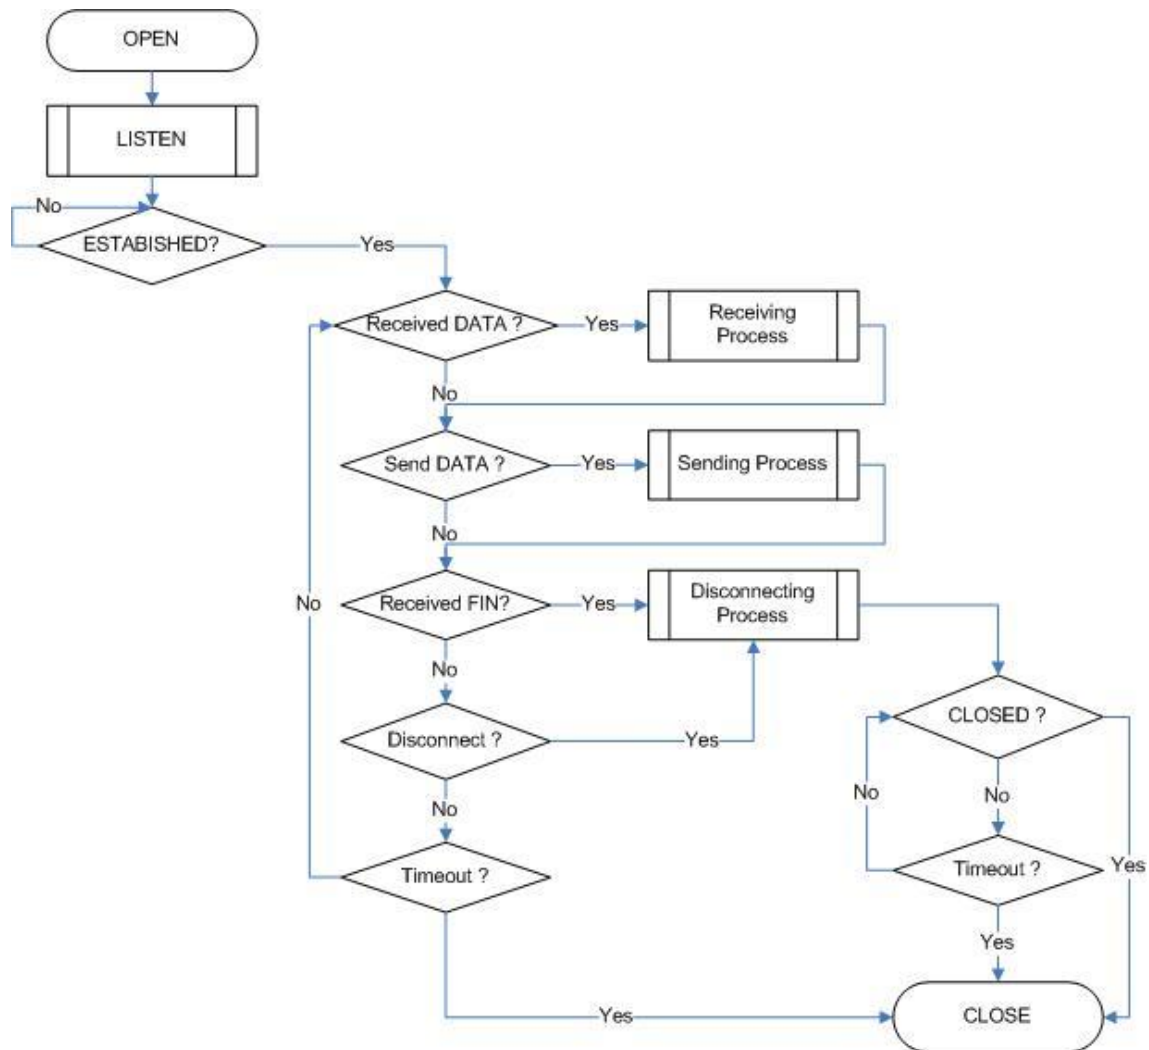 OPEN
LISTEN
No
ESTABISHED?
Yes
Received DATA ?
Yes
Receiving
Process
No
Send DATA ?
Yes
Sending Process
No
Received FIN?
Yes
Disconnecting
Process
No
No
Disconnect ?
Yes
CLOSED ?
No
No
No
Timeout ?
Timeout ?
Yes
Yes
Yes
CLOSE